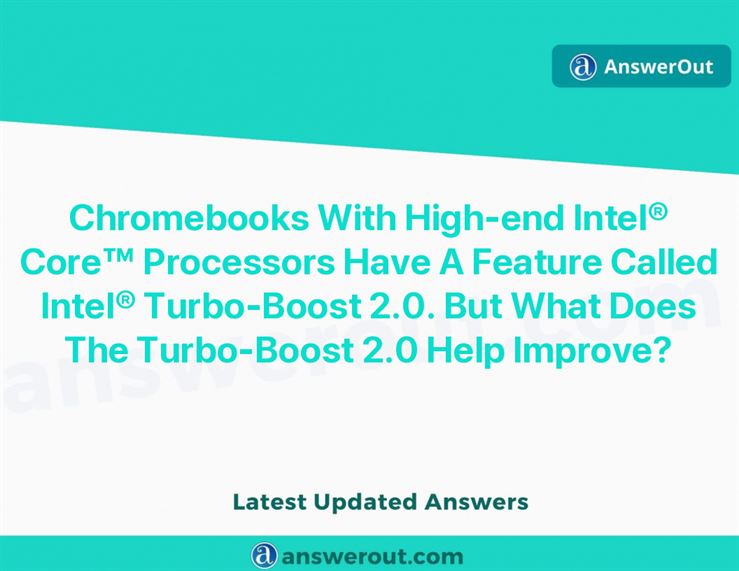 AnswerOut
Chromebooks With High-end Intel®
Core™ Processors Have A Feature Called
Intel® Turbo-Boost 2.0. But What Does
The Turbo-Boost 2.0 Help Improve?
answerout.com
Latest Updated Answers
answerout.com